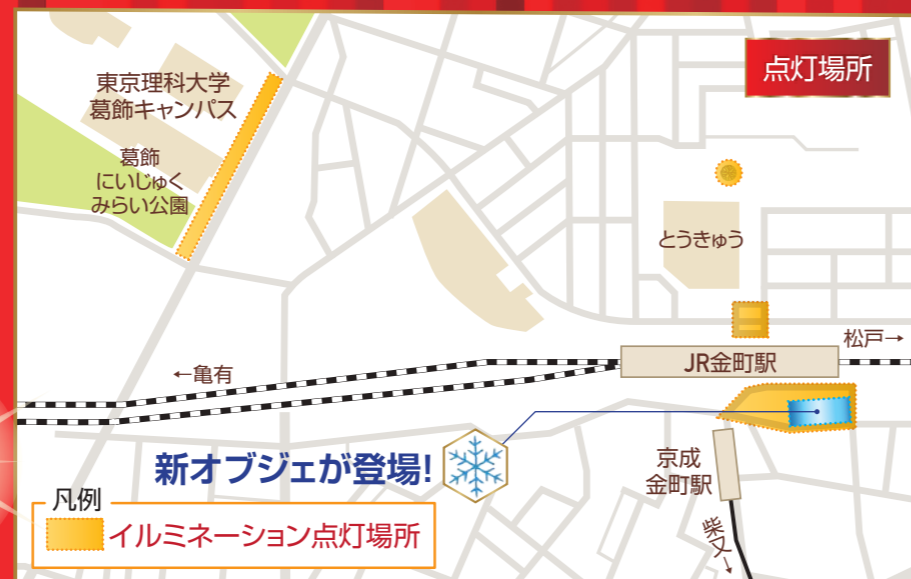 点灯場所
東京理科大学
葛飾キャンパス
葛飾
にいじゅく
みらい公園
とうきゅう
松戸→
JR金町駅
←亀有
新オブジェが登場!
京成
金町駅
柴又→
凡例
イルミネーション点灯場所